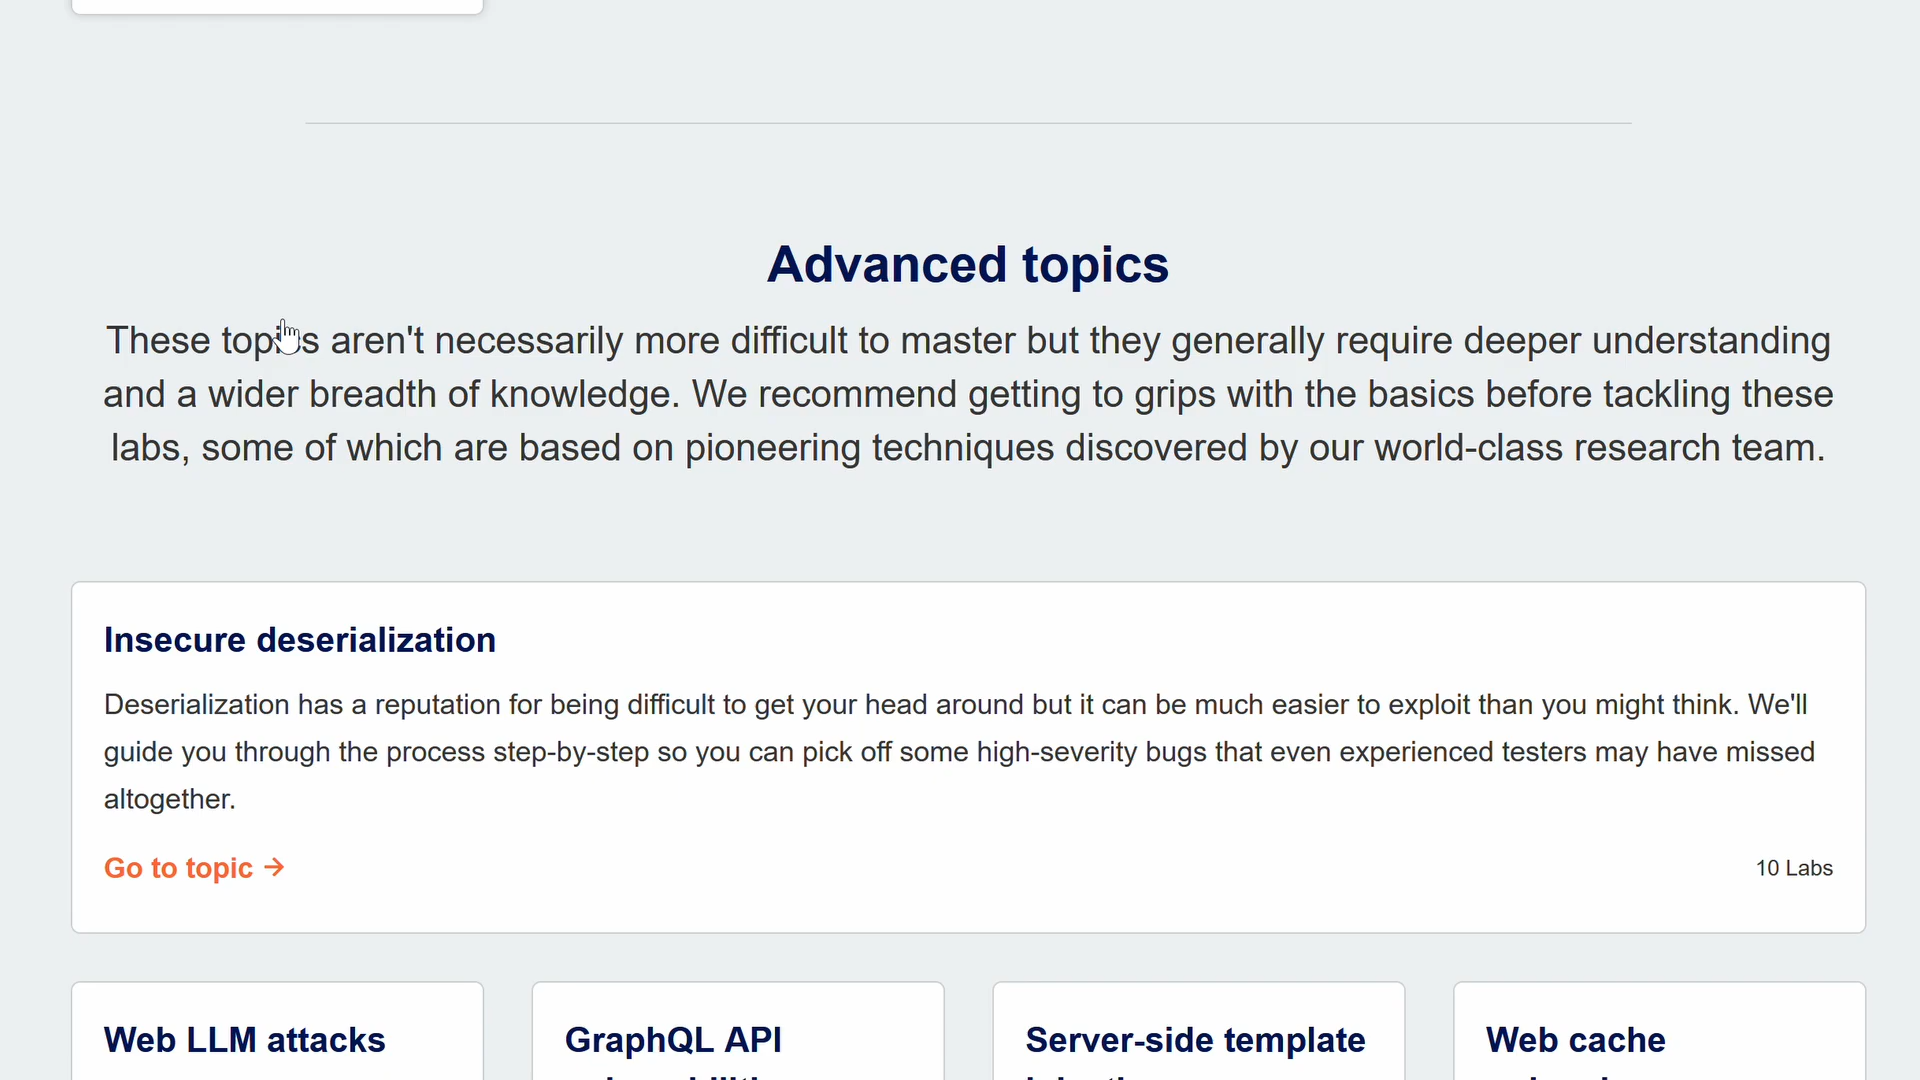 Advanced topics
These topics aren't necessarily more difficult to master but they generally require deeper understanding
and a wider breadth of knowledge. We recommend getting to grips with the basics before tackling these
labs, some of which are based on pioneering techniques discovered by our world-class research team.
Insecure deserialization
Deserialization has a reputation for being difficult to get your head around but it can be much easier to exploit than you might think. We'll
guide you through the process step-by-step so you can pick off some high-severity bugs that even experienced testers may have missed
altogether.
Go to topic →
10 Labs
Web LLM attacks
GraphQL API
Server-side template
Web cache